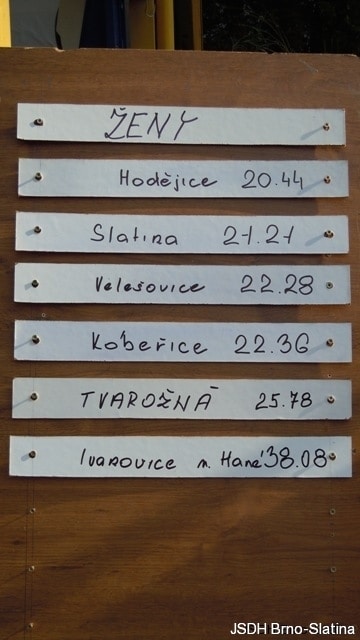 ŽENY
Hodějice 20.44
Slatina 21.21
Velešovice 22.28
Kobeřice 22.36
TVAROŽNÁ 25.78
Ivanovice n. Hané 38.08
JSDH Brno-Slatina